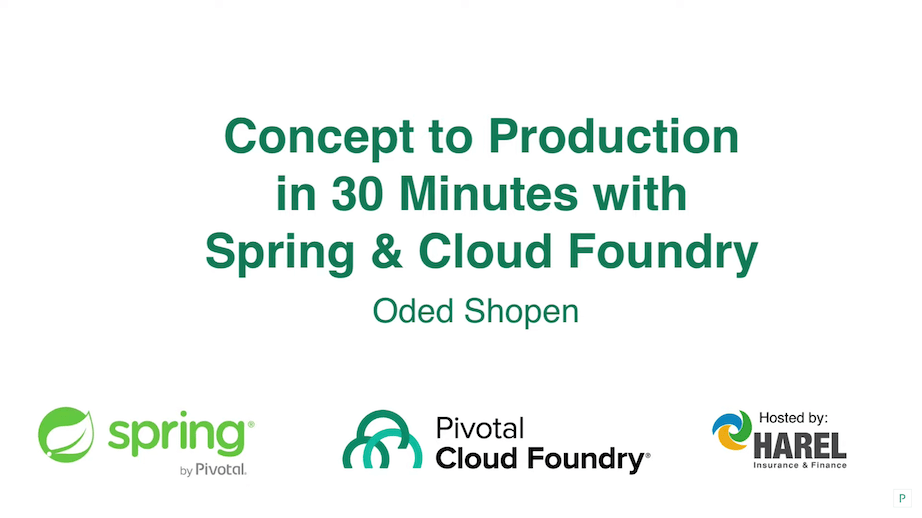 Concept to Production
in 30 Minutes with
Spring & Cloud Foundry
Oded Shopen
spring®
by Pivotal.
Pivotal
Cloud Foundry®
Hosted by:
HAREL
Insurance & Finance
P